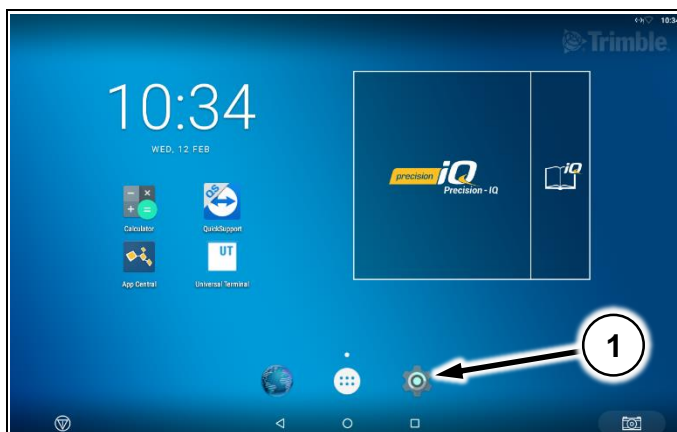 10:34
Trimble
10:34
WED, 12 FEB
precision iQ
Precision - IQ
iQ
Calculator
QS
QuickSupport
UT
App Central
Universal Terminal
1